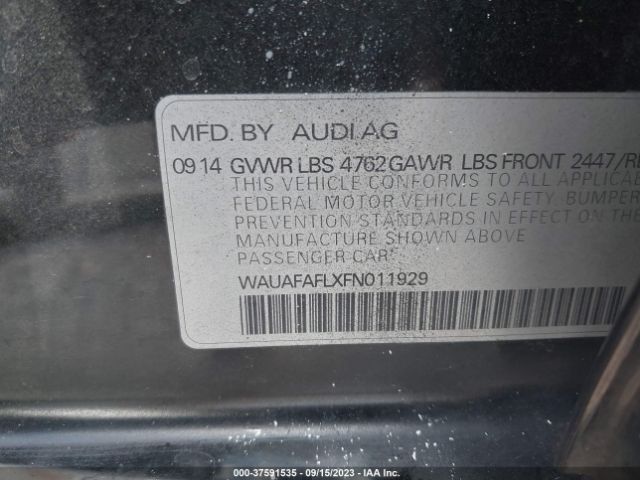 MFD. BY AUDI AG
09 14 GVWR LBS 4762 GAWR LBS FRONT 2447/
THIS VEHICLE CONFORMS TO ALL
FEDERAL MOTOR VEHICLE SAFETY, BUMPER
PREVENTION STANDARDS IN EFFECT ON THE
MANUFACTURE SHOWN ABOVE
PASSENGER CAR
WAUAFAFLXFN011929
000-37591535 - 09/15/2023 - IAA Inc.